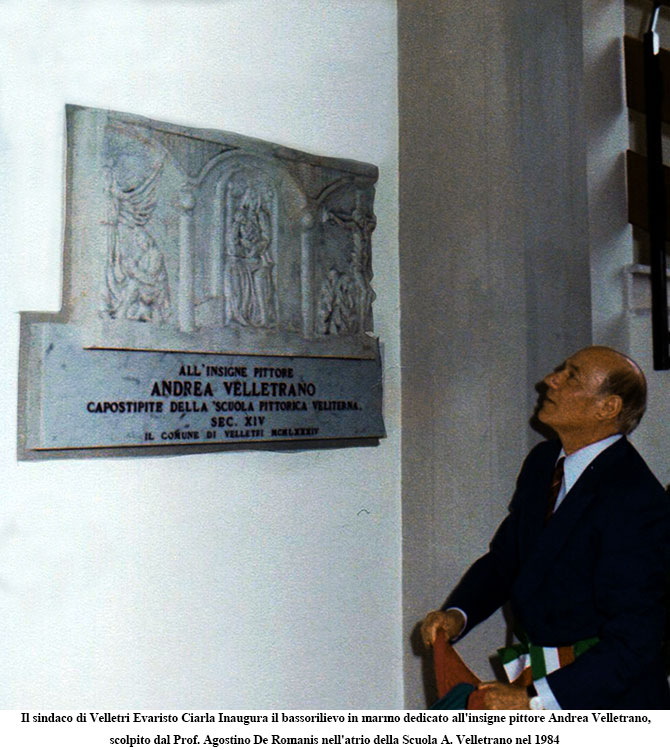 ALL'INSIGNE PITTORE
ANDREA VELLETRANO
CAPOSTIPITE DELLA 'SCUOLA PITTORICA VELITERNA.
SEC. XIV
IL COMUNE DI VELLETRI MCMLXXXIV
Il sindaco di Velletri Evaristo Ciarla Inaugura il bassorilievo in marmo dedicato all'insigne pittore Andrea Velletrano,
scolpito dal Prof. Agostino De Romanis nell'atrio della Scuola A. Velletrano nel 1984